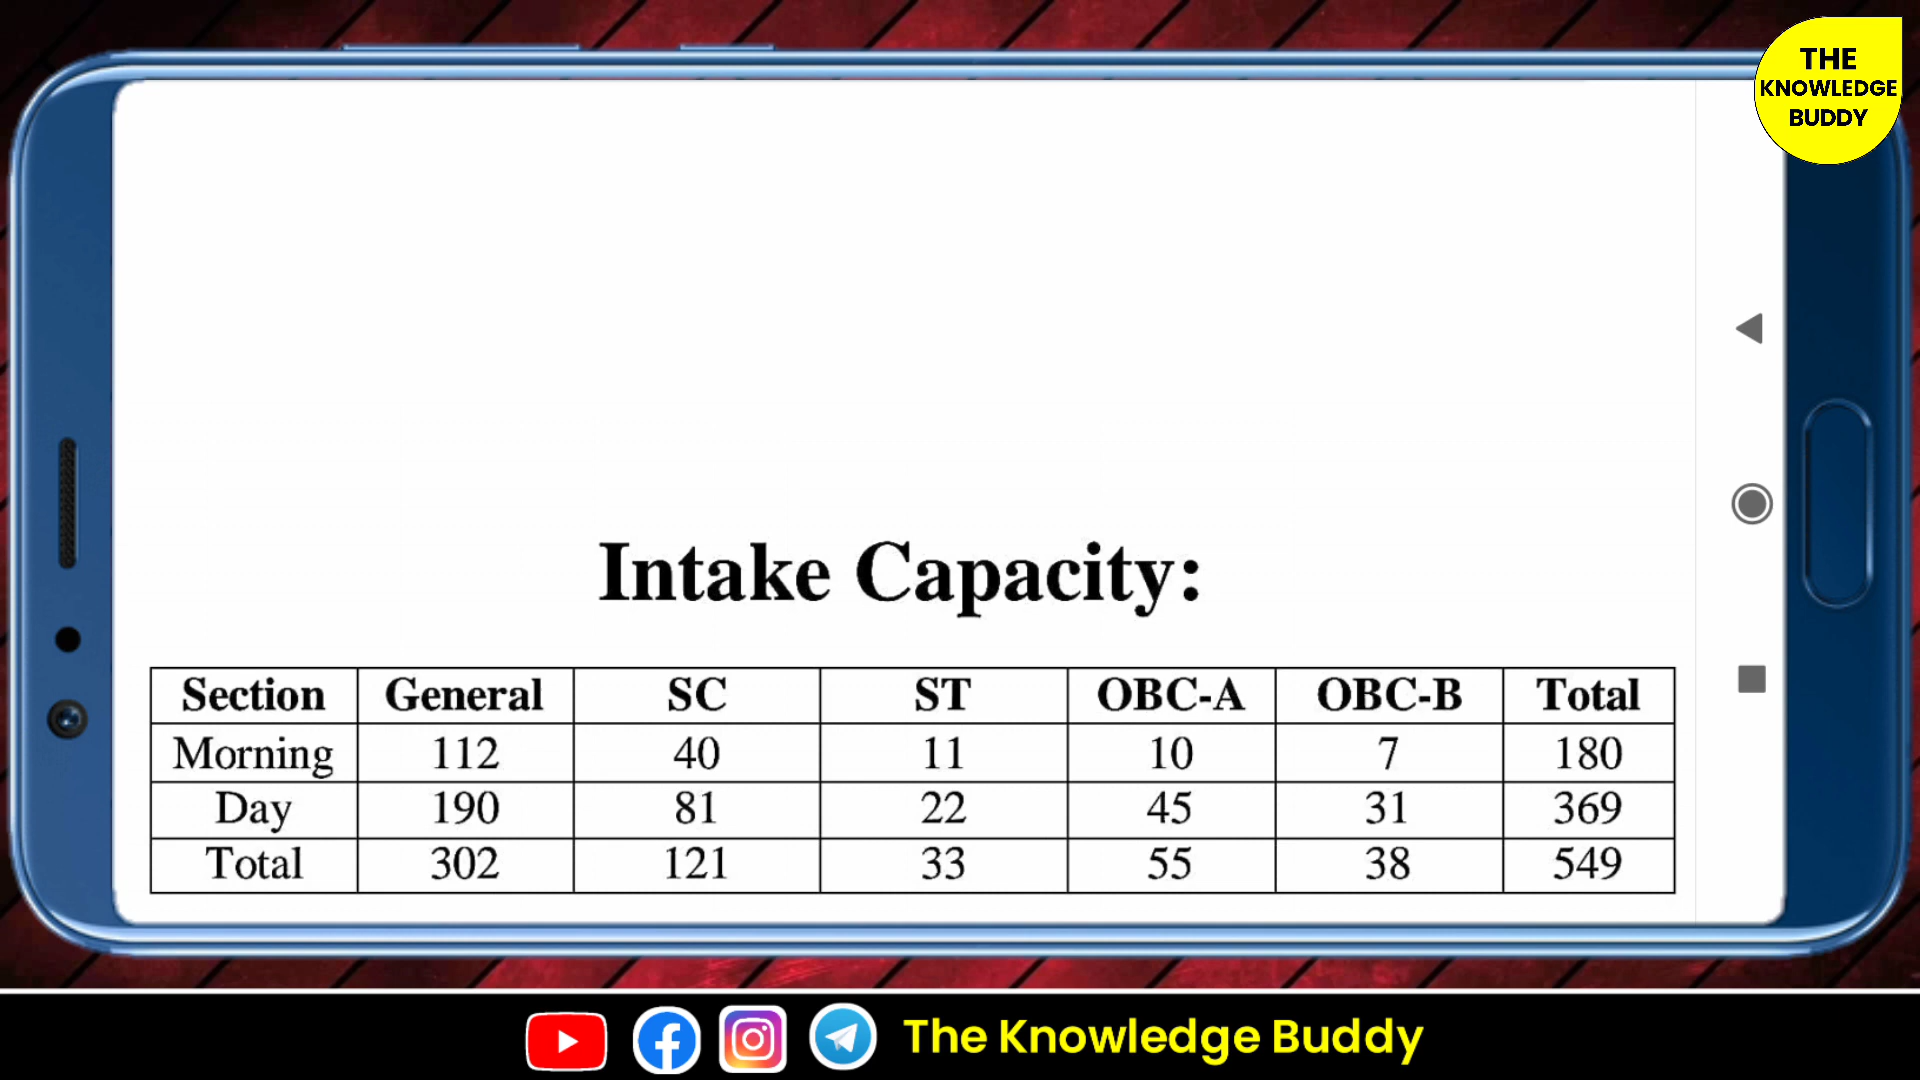 THE
KNOWLEDGE
BUDDY
Intake Capacity:
Section General SC ST OBC-A OBC-B Total
Morning 112 40 11 10 7 180
Day 190 81 22 45 31 369
Total 302 121 33 55 38 549
The Knowledge Buddy